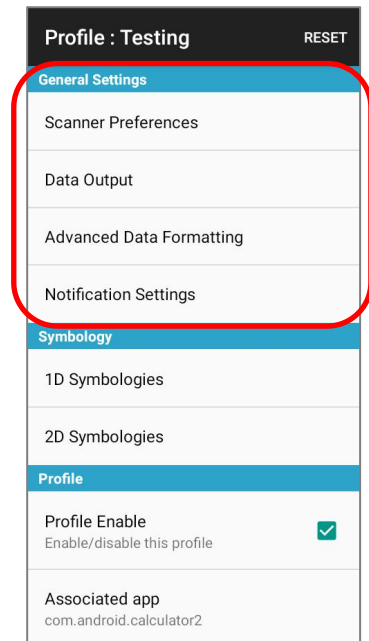 Profile : Testing RESET
General Settings
Scanner Preferences
Data Output
Advanced Data Formatting
Notification Settings
Symbology
1D Symbologies
2D Symbologies
Profile
Profile Enable
Enable/disable this profile
Associated app
com.android.calculator2